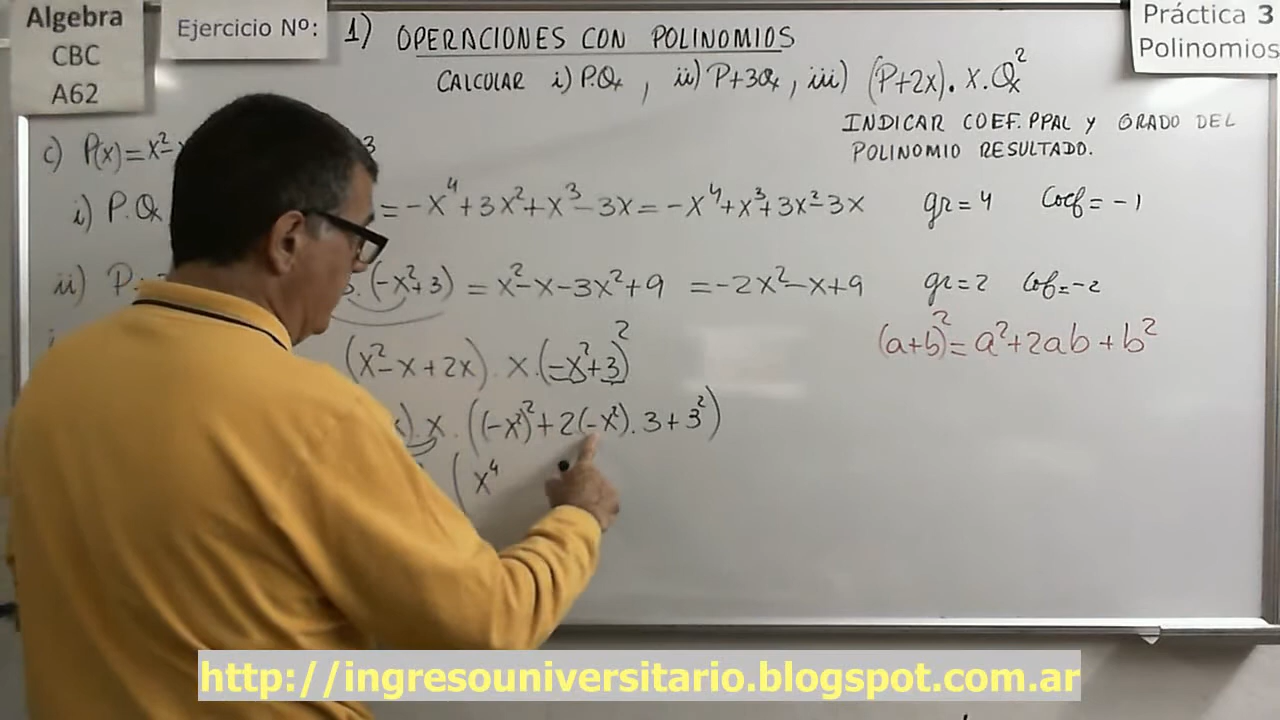 Algebra
CBC
A62
Ejercicio Nº:
1) OPERACIONES CON POLINOMIOS
CALCULAR i) P.Qx , ii) P+3Qx , iii) (P+2x). x.Qx²
Práctica 3
Polinomios
INDICAR COEF.PPAL Y GRADO DEL
POLINOMIO RESULTADO.
c) P(x)=x²- 3
i) P.Qx =-x⁴+3x²+x³-3x=-x⁴+x³+3x²-3x gr=4 Coef=-1
ii) P+ .(-x²+3) = x²-x-3x²+9 =-2x²-x+9 gr=2 Cof=-2
(a+b)²=a²+2ab+b²
(x²-x+2x). x.(-x²+3)²
).x.((-x²)²+2(-x²).3+3²)
(x⁴
http://ingresouniversitario.blogspot.com.ar